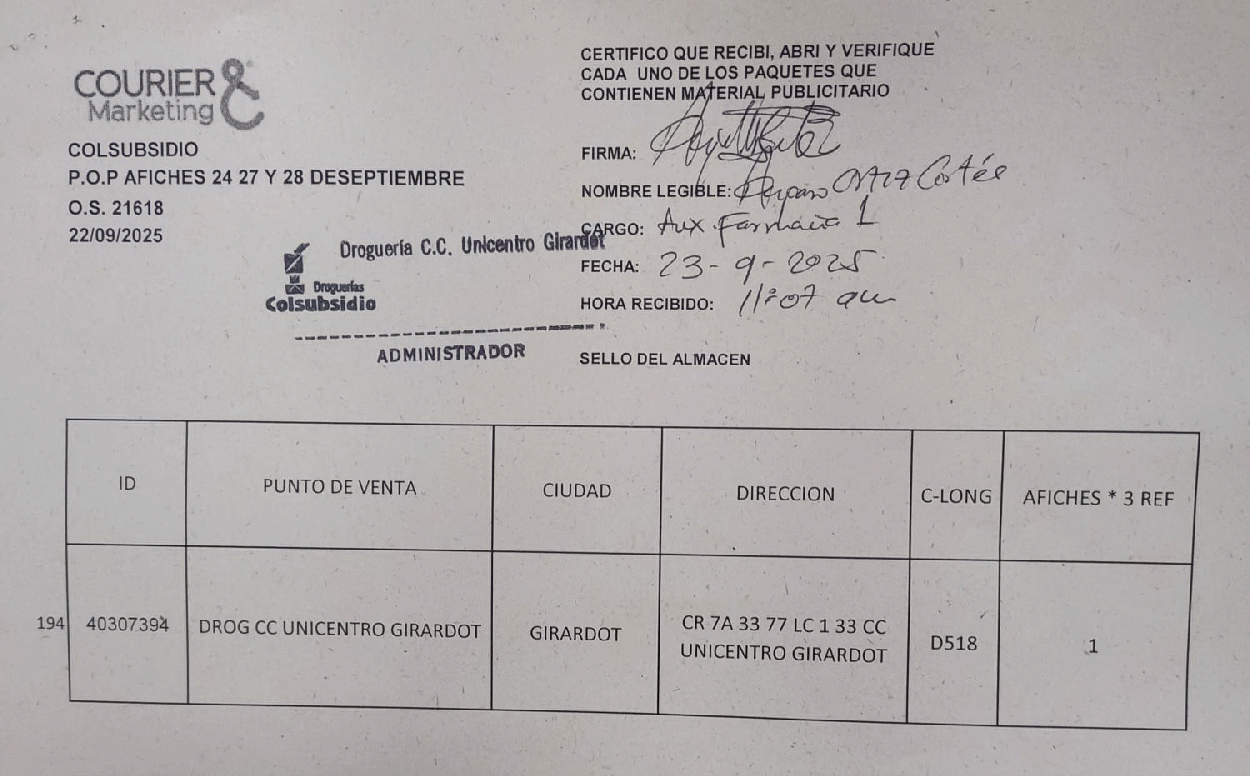 COURIER &
Marketing
COLSUBSIDIO
P.O.P AFICHES 24 27 Y 28 DESEPTIEMBRE
O.S. 21618
22/09/2025
Droguería C.C. Unicentro Girardot
Droguerías
Colsubsidio
ADMINISTRADOR
CERTIFICO QUE RECIBI, ABRI Y VERIFIQUE
CADA UNO DE LOS PAQUETES QUE
CONTIENEN MATERIAL PUBLICITARIO
FIRMA:
NOMBRE LEGIBLE: Amparo Ortiz Cortés
CARGO: Aux Farmacia 1
FECHA: 23-9-2025
HORA RECIBIDO: 11:07 am
SELLO DEL ALMACEN
ID PUNTO DE VENTA CIUDAD DIRECCION C-LONG AFICHES * 3 REF
194 40307394 DROG CC UNICENTRO GIRARDOT GIRARDOT CR 7A 33 77 LC 1 33 CC UNICENTRO GIRARDOT D518 1